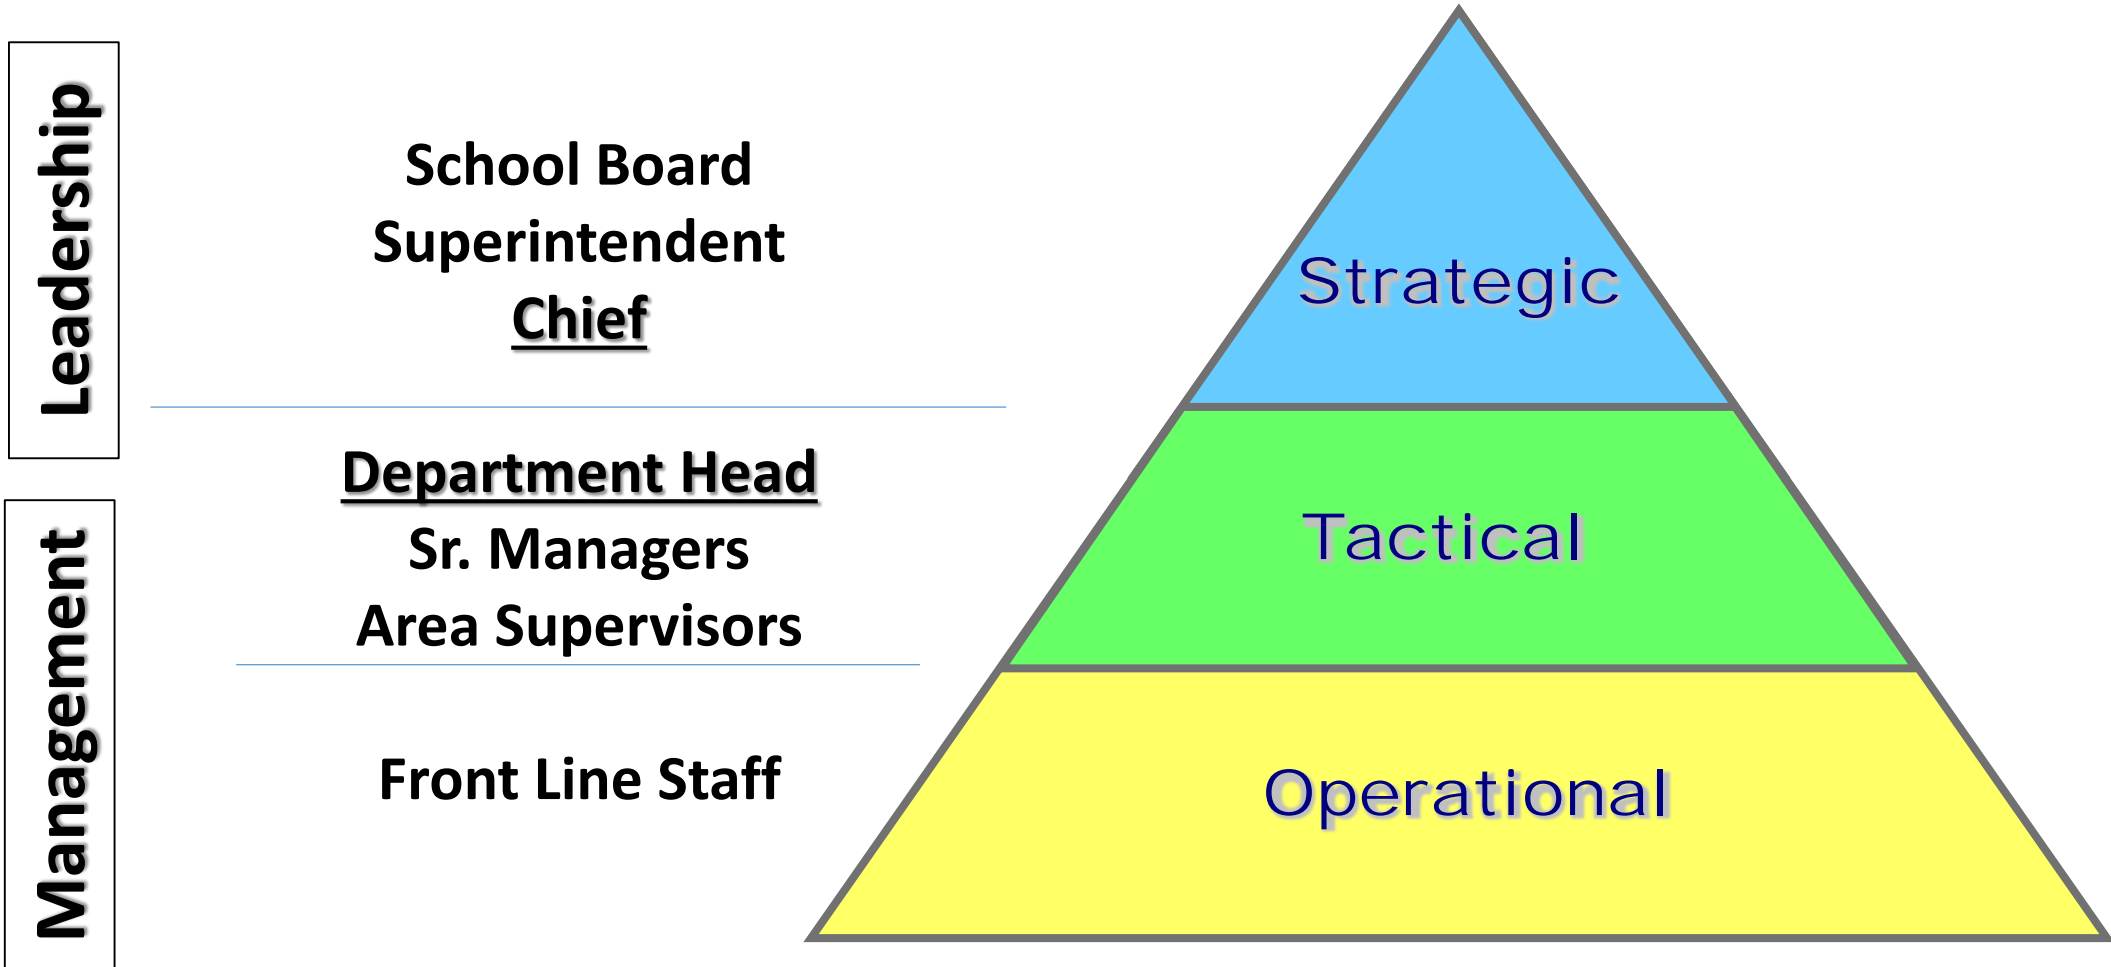 Leadership
School Board
Superintendent
Chief
Strategic
Department Head
Sr. Managers
Area Supervisors
Tactical
Management
Front Line Staff
Operational